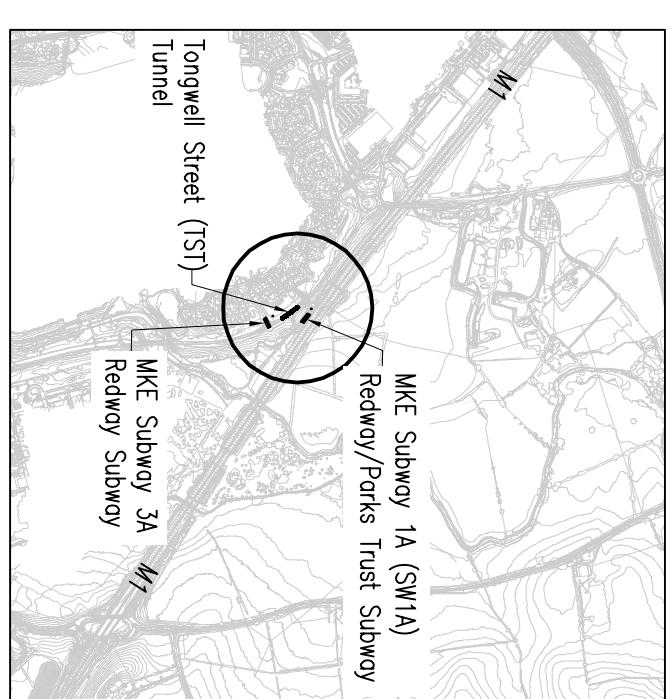 M1
Tongwell Street (TST)
Tunnel
MKE Subway 1A (SW1A)
Redway/Parks Trust Subway
MKE Subway 3A
Redway Subway
M1